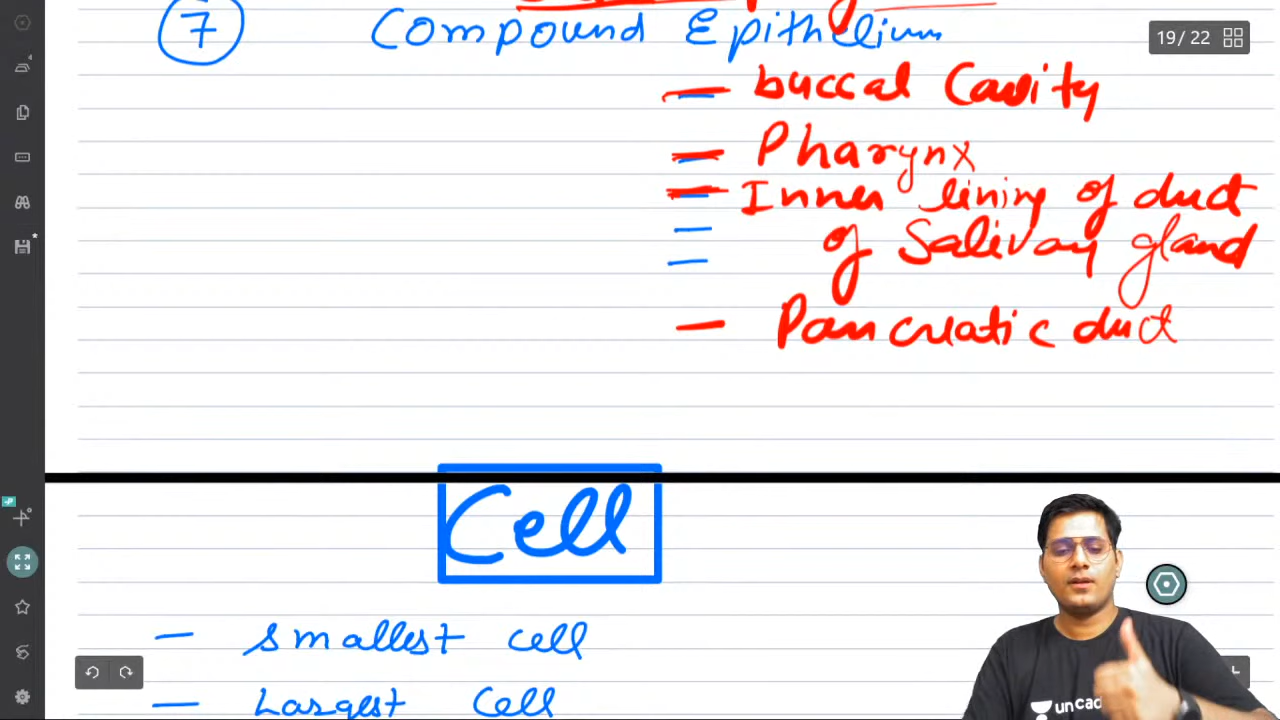 19/ 22
7 Compound Epithelium
— buccal Cavity
— Pharynx
— Inner lining of duct
of Salivary gland
— Pancreatic duct
Cell
— smallest cell
— Largest Cell
unacad